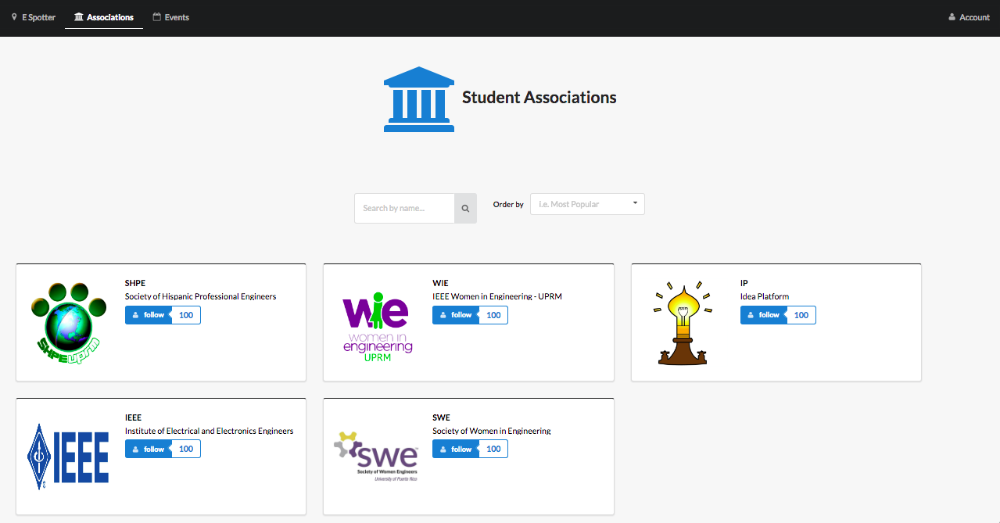 E Spotter Associations Events Account
Student Associations
Search by name... Order by i.e. Most Popular
SHPE
Society of Hispanic Professional Engineers
follow 100
SHPE uprm
WIE
IEEE Women in Engineering - UPRM
follow 100
wie
women in
engineering
UPRM
IP
Idea Platform
follow 100
IEEE
Institute of Electrical and Electronics Engineers
follow 100
IEEE
SWE
Society of Women in Engineering
follow 100
swe
Society of Women Engineers
University of Puerto Rico